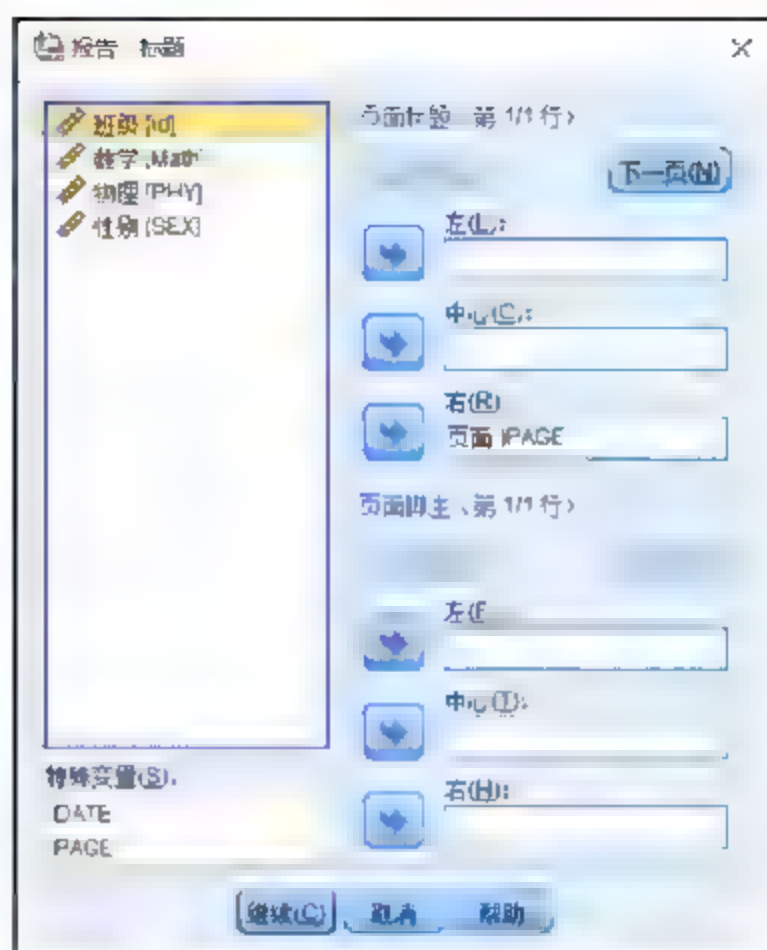 报告 标题
班级 [id]
数学 [Math]
物理 [PHY]
性别 [SEX]
页面标题 (第 1/1 行)
下一页(N)
左(L):
中心(C):
右(R)
页面 )PAGE
页面脚注 (第 1/1 行)
左(F
中心(T):
右(H):
特殊变量(S):
DATE
PAGE
继续(C)
取消
帮助